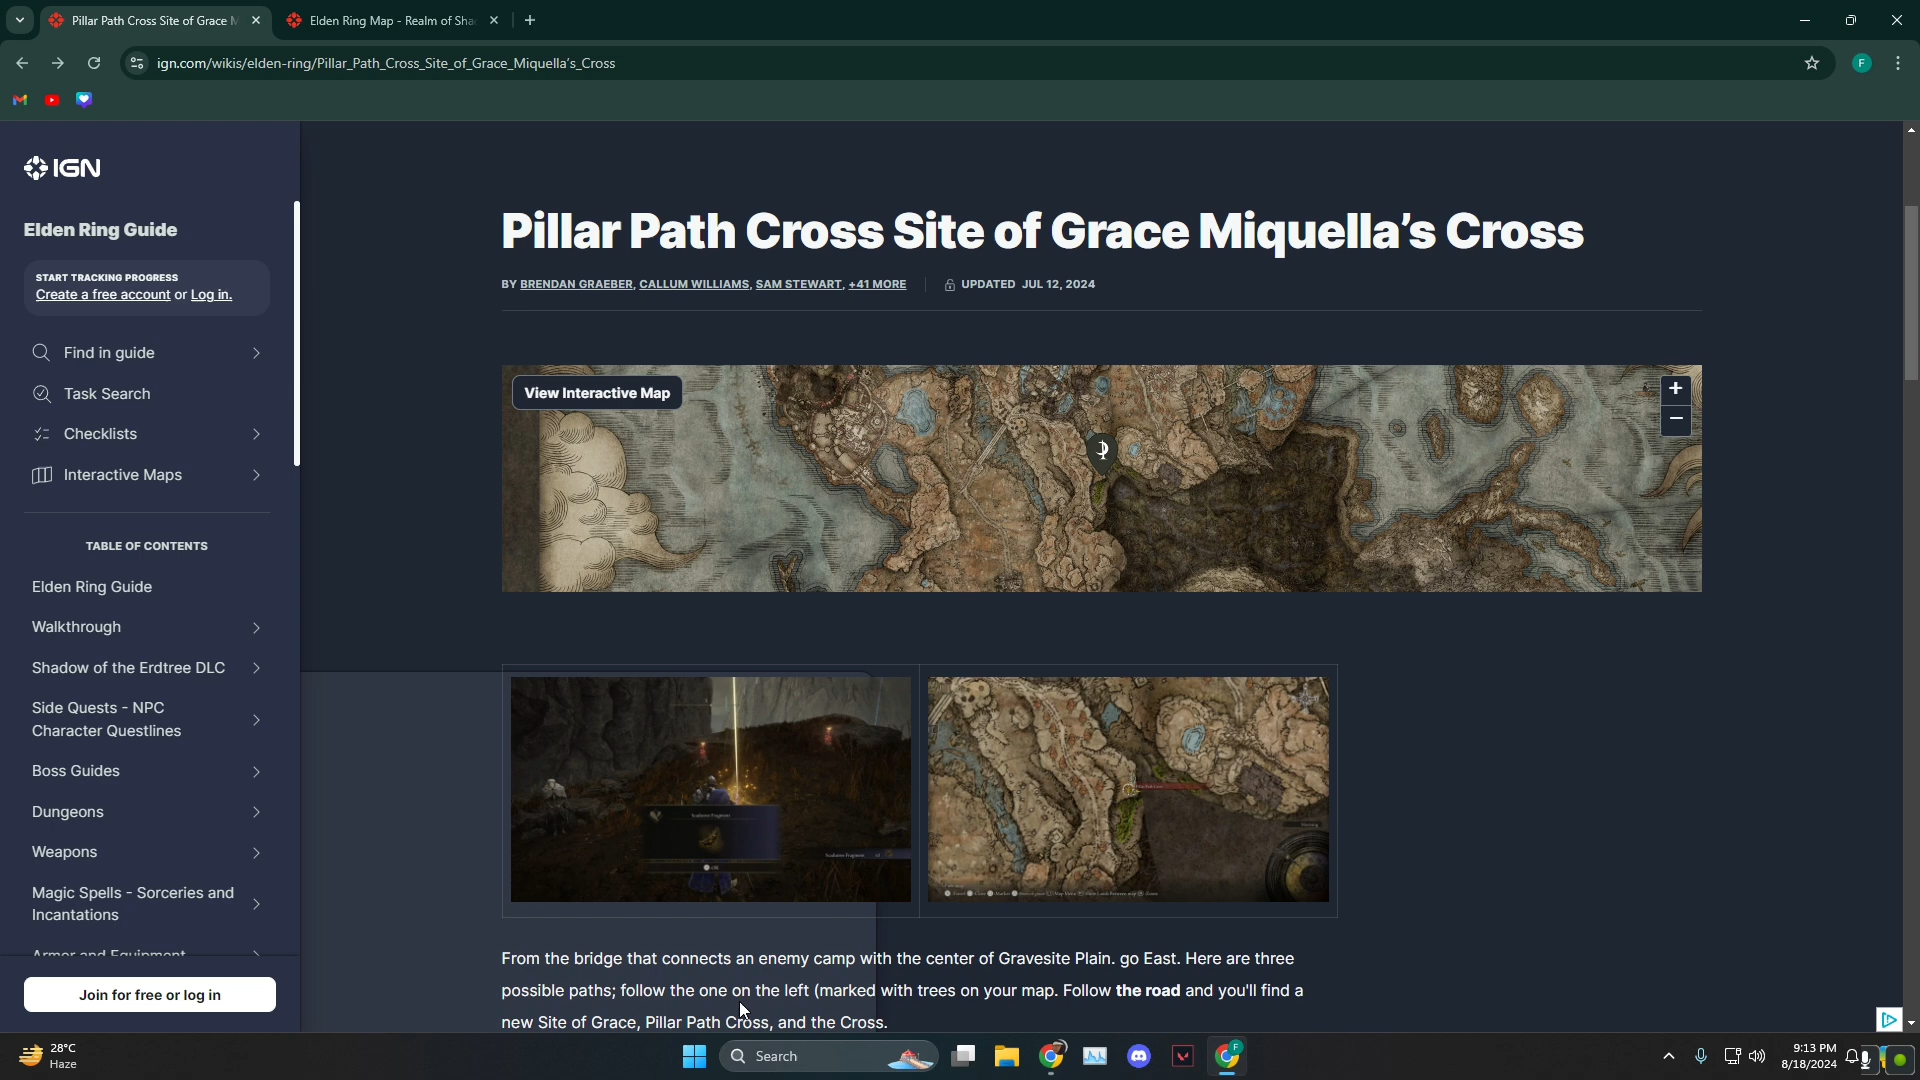 Pillar Path Cross Site of Grace M
Elden Ring Map - Realm of Sha
ign.com/wikis/elden-ring/Pillar_Path_Cross_Site_of_Grace_Miquella's_Cross
F
IGN
Elden Ring Guide
START TRACKING PROGRESS
Create a free account or Log in.
Find in guide
Task Search
Checklists
Interactive Maps
TABLE OF CONTENTS
Elden Ring Guide
Walkthrough
Shadow of the Erdtree DLC
Side Quests - NPC
Character Questlines
Boss Guides
Dungeons
Weapons
Magic Spells - Sorceries and
Incantations
Armor and Equipment
Join for free or log in
Pillar Path Cross Site of Grace Miquella's Cross
BY BRENDAN GRAEBER, CALLUM WILLIAMS, SAM STEWART, +41 MORE
UPDATED JUL 12, 2024
View Interactive Map
+
−
Scadutree Fragment
From the bridge that connects an enemy camp with the center of Gravesite Plain. go East. Here are three
possible paths; follow the one on the left (marked with trees on your map. Follow the road and you'll find a
new Site of Grace, Pillar Path Cross, and the Cross.
28°C
Haze
Search
F
9:13 PM
8/18/2024